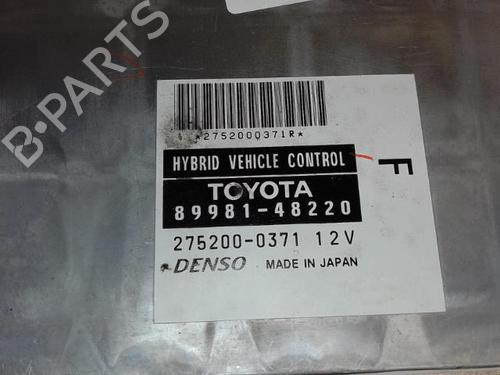 B-PARTS
*2752000371R*
HYBRID VEHICLE CONTROL
F
TOYOTA
89981-48220
275200-0371 12V
DENSO MADE IN JAPAN